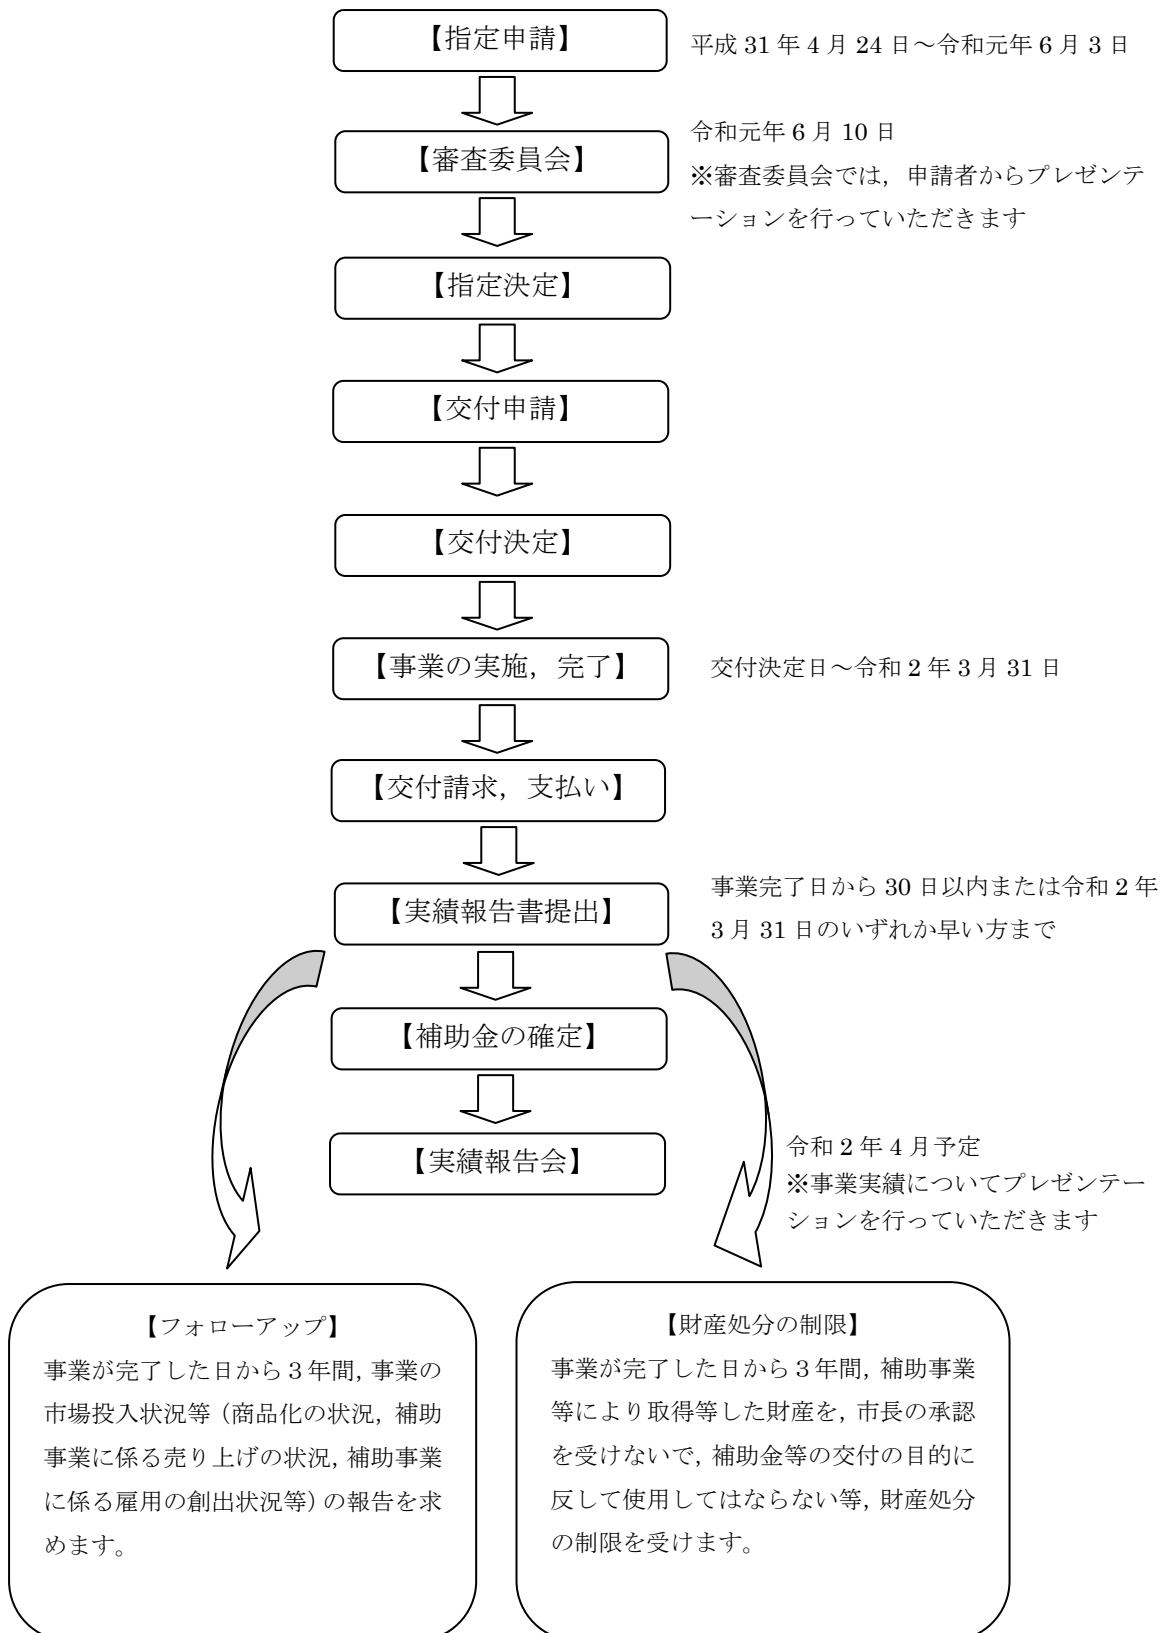 【指定申請】
平成 31 年 4 月 24 日～令和元年 6 月 3 日
【審査委員会】
令和元年 6 月 10 日
※審査委員会では，申請者からプレゼンテ
ーションを行っていただきます
【指定決定】
【交付申請】
【交付決定】
【事業の実施，完了】
交付決定日～令和 2 年 3 月 31 日
【交付請求，支払い】
【実績報告書提出】
事業完了日から 30 日以内または令和 2 年
3 月 31 日のいずれか早い方まで
【補助金の確定】
【実績報告会】
令和 2 年 4 月予定
※事業実績についてプレゼンテー
ションを行っていただきます
【フォローアップ】
事業が完了した日から３年間，事業の
市場投入状況等（商品化の状況，補助
事業に係る売り上げの状況，補助事業
に係る雇用の創出状況等）の報告を求
めます。
【財産処分の制限】
事業が完了した日から３年間，補助事業
等により取得等した財産を，市長の承認
を受けないで，補助金等の交付の目的に
反して使用してはならない等，財産処分
の制限を受けます。